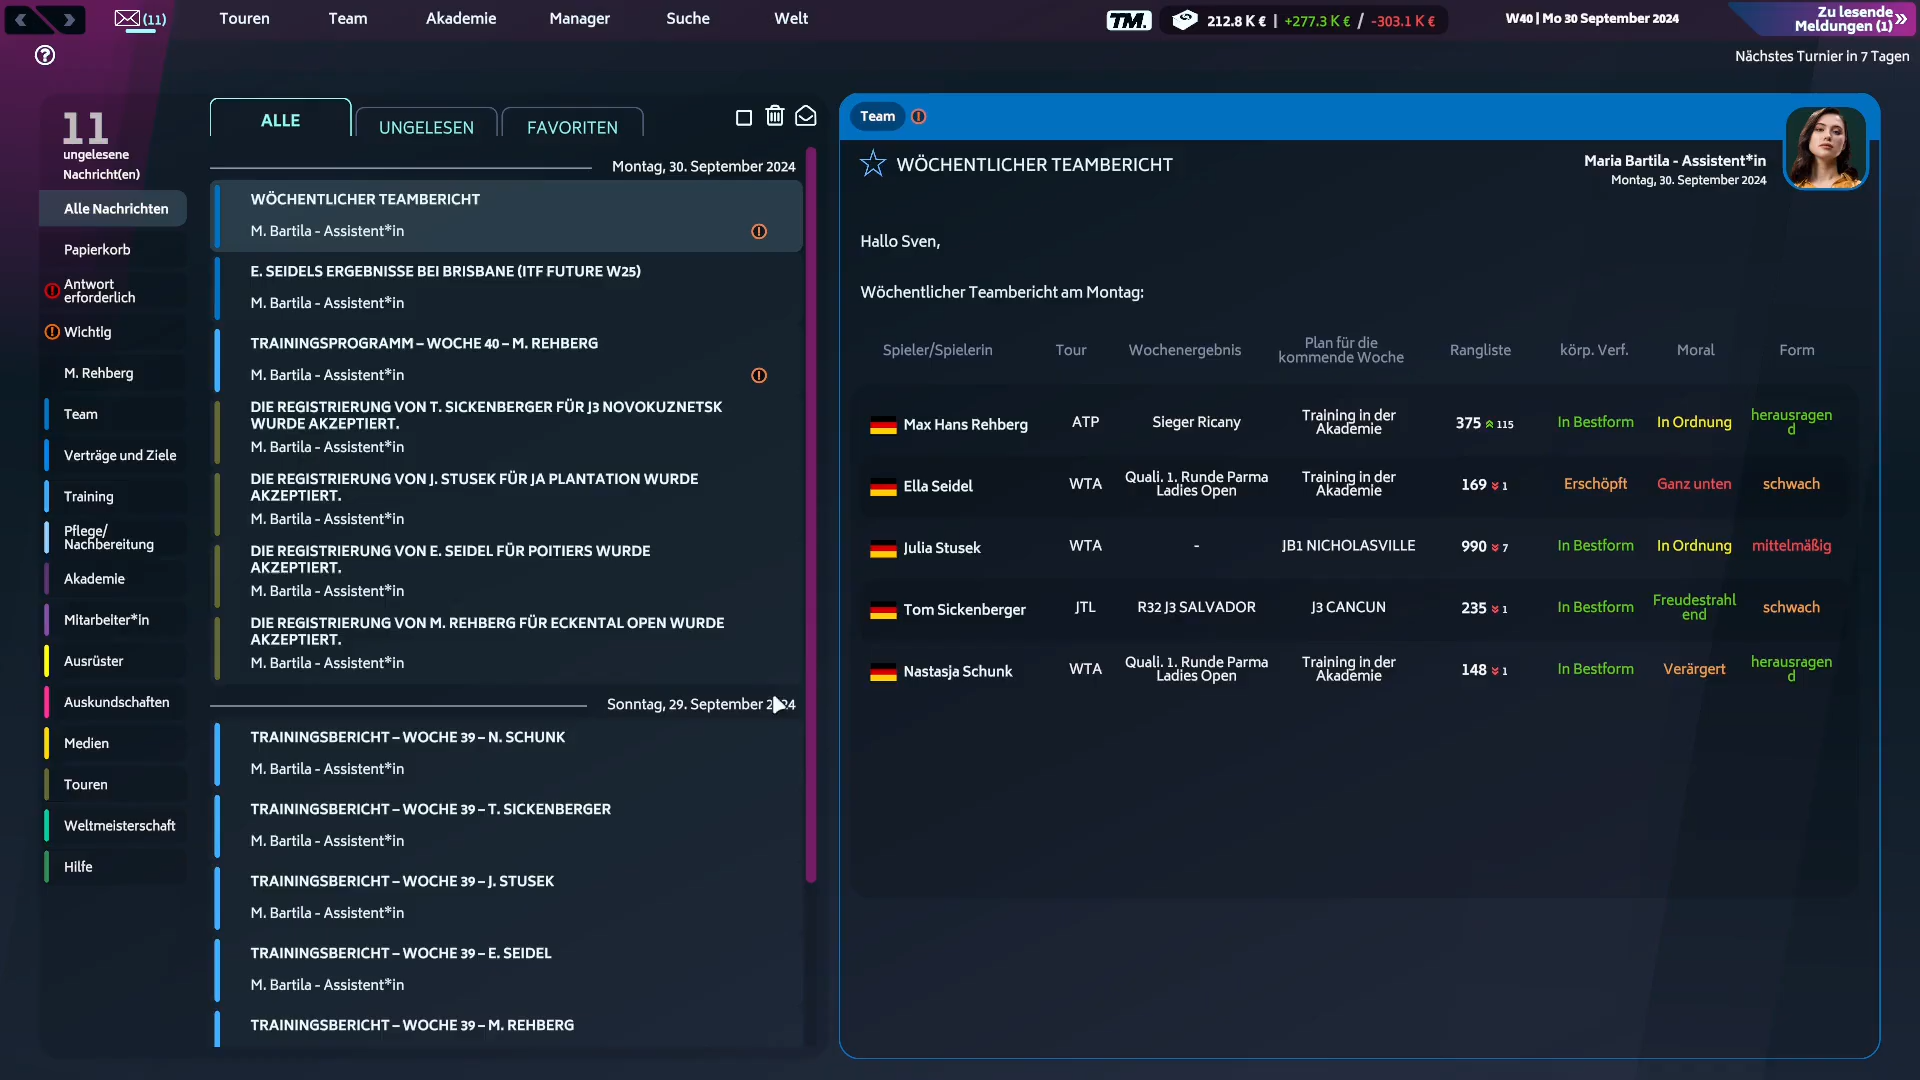 (11)
Touren
Team
Akademie
Manager
Suche
Welt
TM.
212.8 K € | +277.3 K € / -303.1 K €
W40 | Mo 30 September 2024
Zu lesende
Meldungen (1)
Nächstes Turnier in 7 Tagen
11
ungelesene
Nachricht(en)
Alle Nachrichten
Papierkorb
Antwort
erforderlich
Wichtig
M. Rehberg
Team
Verträge und Ziele
Training
Pflege/
Nachbereitung
Akademie
Mitarbeiter*in
Ausrüster
Auskundschaften
Medien
Touren
Weltmeisterschaft
Hilfe
ALLE
UNGELESEN
FAVORITEN
Montag, 30. September 2024
WÖCHENTLICHER TEAMBERICHT
M. Bartila - Assistent*in
E. SEIDELS ERGEBNISSE BEI BRISBANE (ITF FUTURE W25)
M. Bartila - Assistent*in
TRAININGSPROGRAMM – WOCHE 40 – M. REHBERG
M. Bartila - Assistent*in
DIE REGISTRIERUNG VON T. SICKENBERGER FÜR J3 NOVOKUZNETSK
WURDE AKZEPTIERT.
M. Bartila - Assistent*in
DIE REGISTRIERUNG VON J. STUSEK FÜR JA PLANTATION WURDE
AKZEPTIERT.
M. Bartila - Assistent*in
DIE REGISTRIERUNG VON E. SEIDEL FÜR POITIERS WURDE
AKZEPTIERT.
M. Bartila - Assistent*in
DIE REGISTRIERUNG VON M. REHBERG FÜR ECKENTAL OPEN WURDE
AKZEPTIERT.
M. Bartila - Assistent*in
Sonntag, 29. September 2024
TRAININGSBERICHT – WOCHE 39 – N. SCHUNK
M. Bartila - Assistent*in
TRAININGSBERICHT – WOCHE 39 – T. SICKENBERGER
M. Bartila - Assistent*in
TRAININGSBERICHT – WOCHE 39 – J. STUSEK
M. Bartila - Assistent*in
TRAININGSBERICHT – WOCHE 39 – E. SEIDEL
M. Bartila - Assistent*in
TRAININGSBERICHT – WOCHE 39 – M. REHBERG
Team
WÖCHENTLICHER TEAMBERICHT
Maria Bartila - Assistent*in
Montag, 30. September 2024
Hallo Sven,
Wöchentlicher Teambericht am Montag:
Spieler/Spielerin Tour Wochenergebnis Plan für die kommende Woche Rangliste körp. Verf. Moral Form
Max Hans Rehberg ATP Sieger Ricany Training in der Akademie 375 115 In Bestform In Ordnung herausragend
Ella Seidel WTA Quali. 1. Runde Parma Ladies Open Training in der Akademie 169 1 Erschöpft Ganz unten schwach
Julia Stusek WTA - JB1 NICHOLASVILLE 990 7 In Bestform In Ordnung mittelmäßig
Tom Sickenberger JTL R32 J3 SALVADOR J3 CANCUN 235 1 In Bestform Freudestrahlend schwach
Nastasja Schunk WTA Quali. 1. Runde Parma Ladies Open Training in der Akademie 148 1 In Bestform Verärgert herausragend